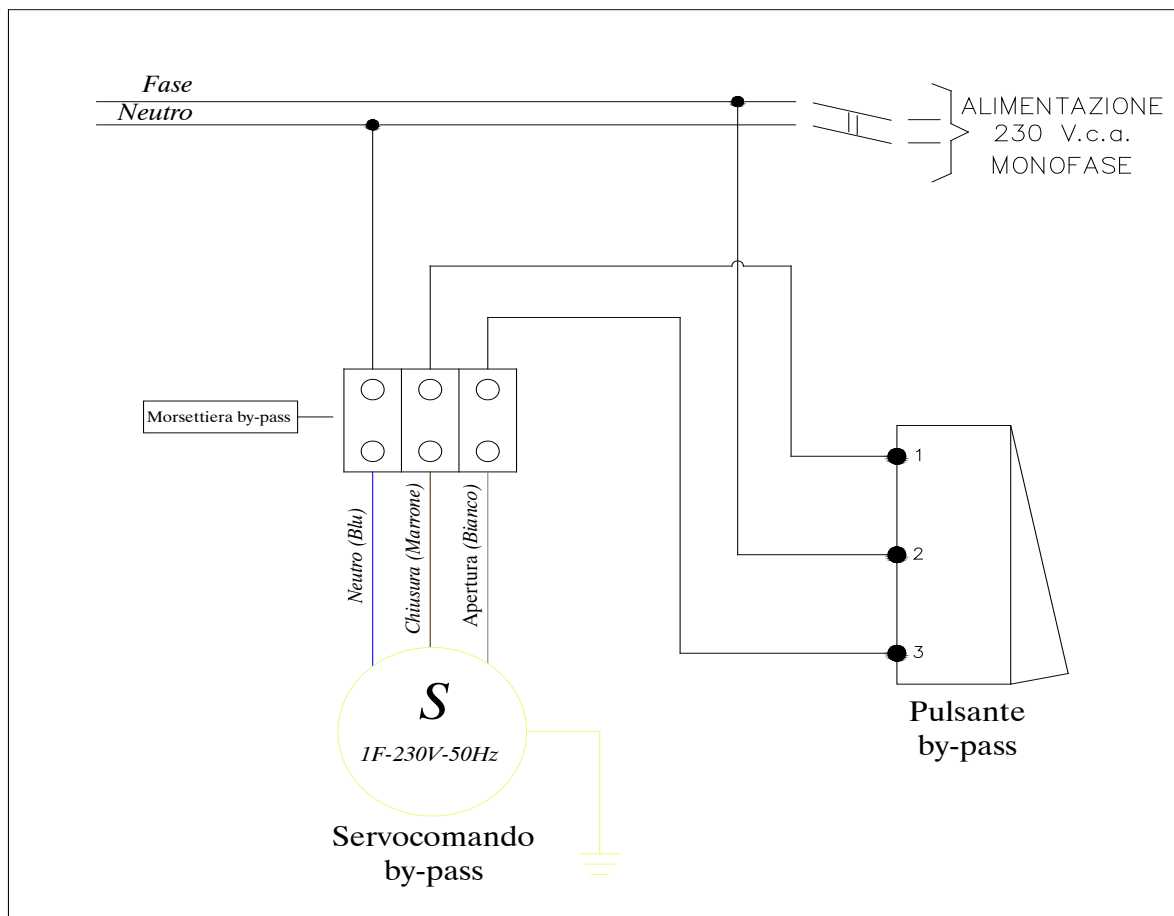 Fase
Neutro
ALIMENTAZIONE
230 V.c.a.
MONOFASE
Morsettiera by-pass
1
2
3
Neutro (Blu)
Chiusura (Marrone)
Apertura (Bianco)
S
1F-230V-50Hz
Pulsante
by-pass
Servocomando
by-pass